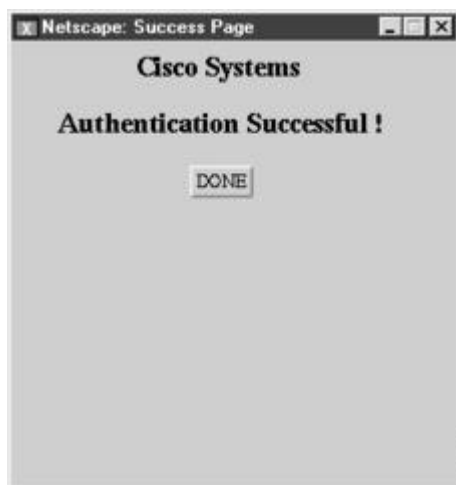 Netscape: Success Page
Cisco Systems
Authentication Successful !
DONE